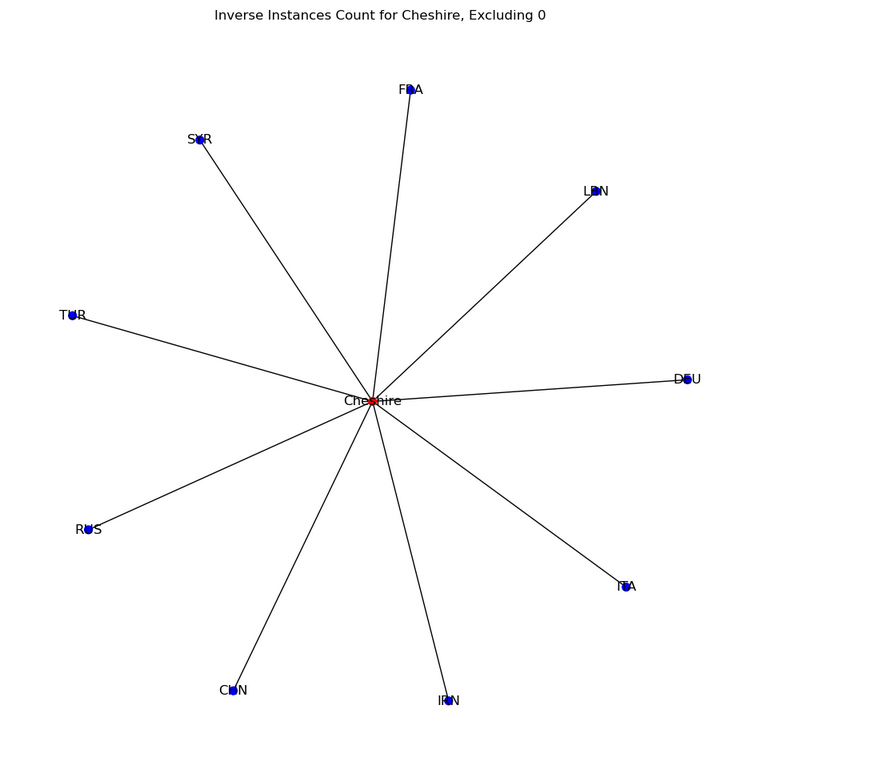 Inverse Instances Count for Cheshire, Excluding 0
FRA
SYR
LBN
TUR
DEU
Cheshire
RUS
ITA
CHN
IRN